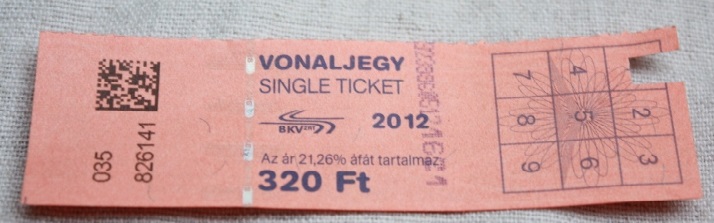 035
826141
VONALJEGY
SINGLE TICKET
BKV ZRT
2012
Az ár 21,26% áfát tartalmaz
320 Ft
7 4
8 5 2
9 6 3